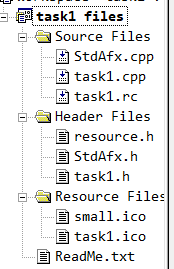 task1 files
Source Files
StdAfx.cpp
task1.cpp
task1.rc
Header Files
resource.h
StdAfx.h
task1.h
Resource Files
small.ico
task1.ico
ReadMe.txt